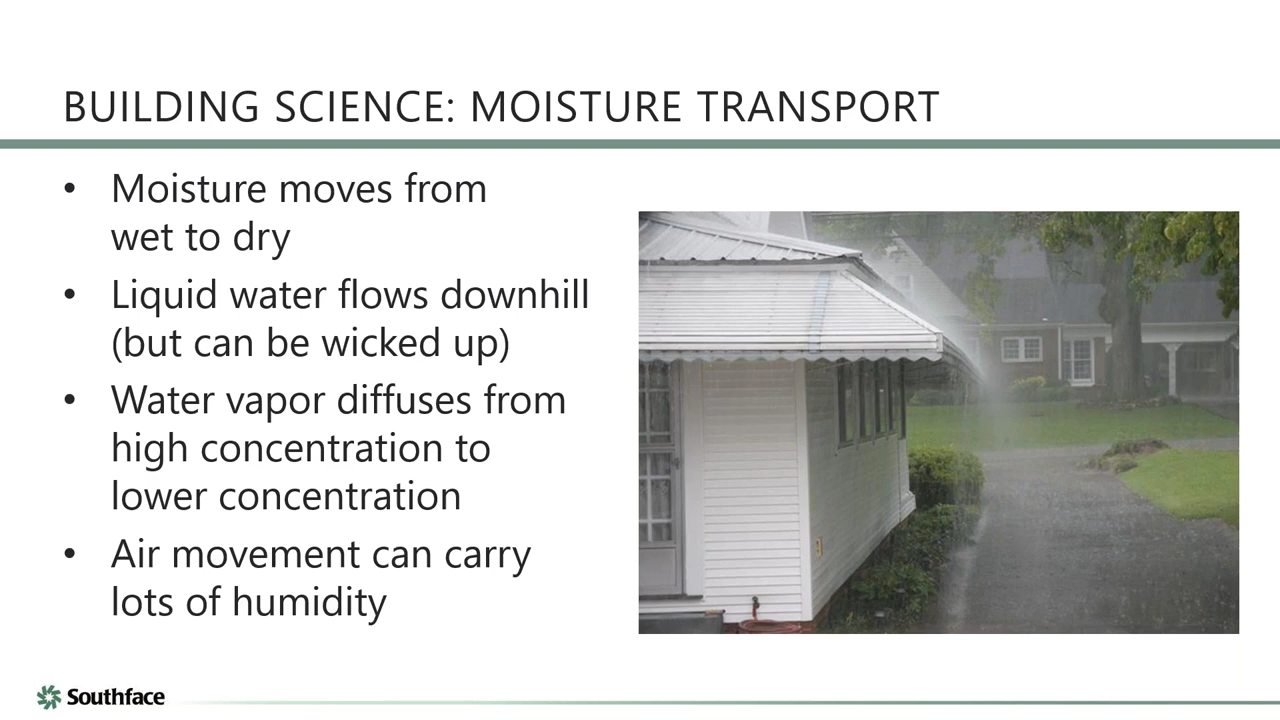 BUILDING SCIENCE: MOISTURE TRANSPORT
• Moisture moves from
wet to dry
• Liquid water flows downhill
(but can be wicked up)
• Water vapor diffuses from
high concentration to
lower concentration
• Air movement can carry
lots of humidity
Southface